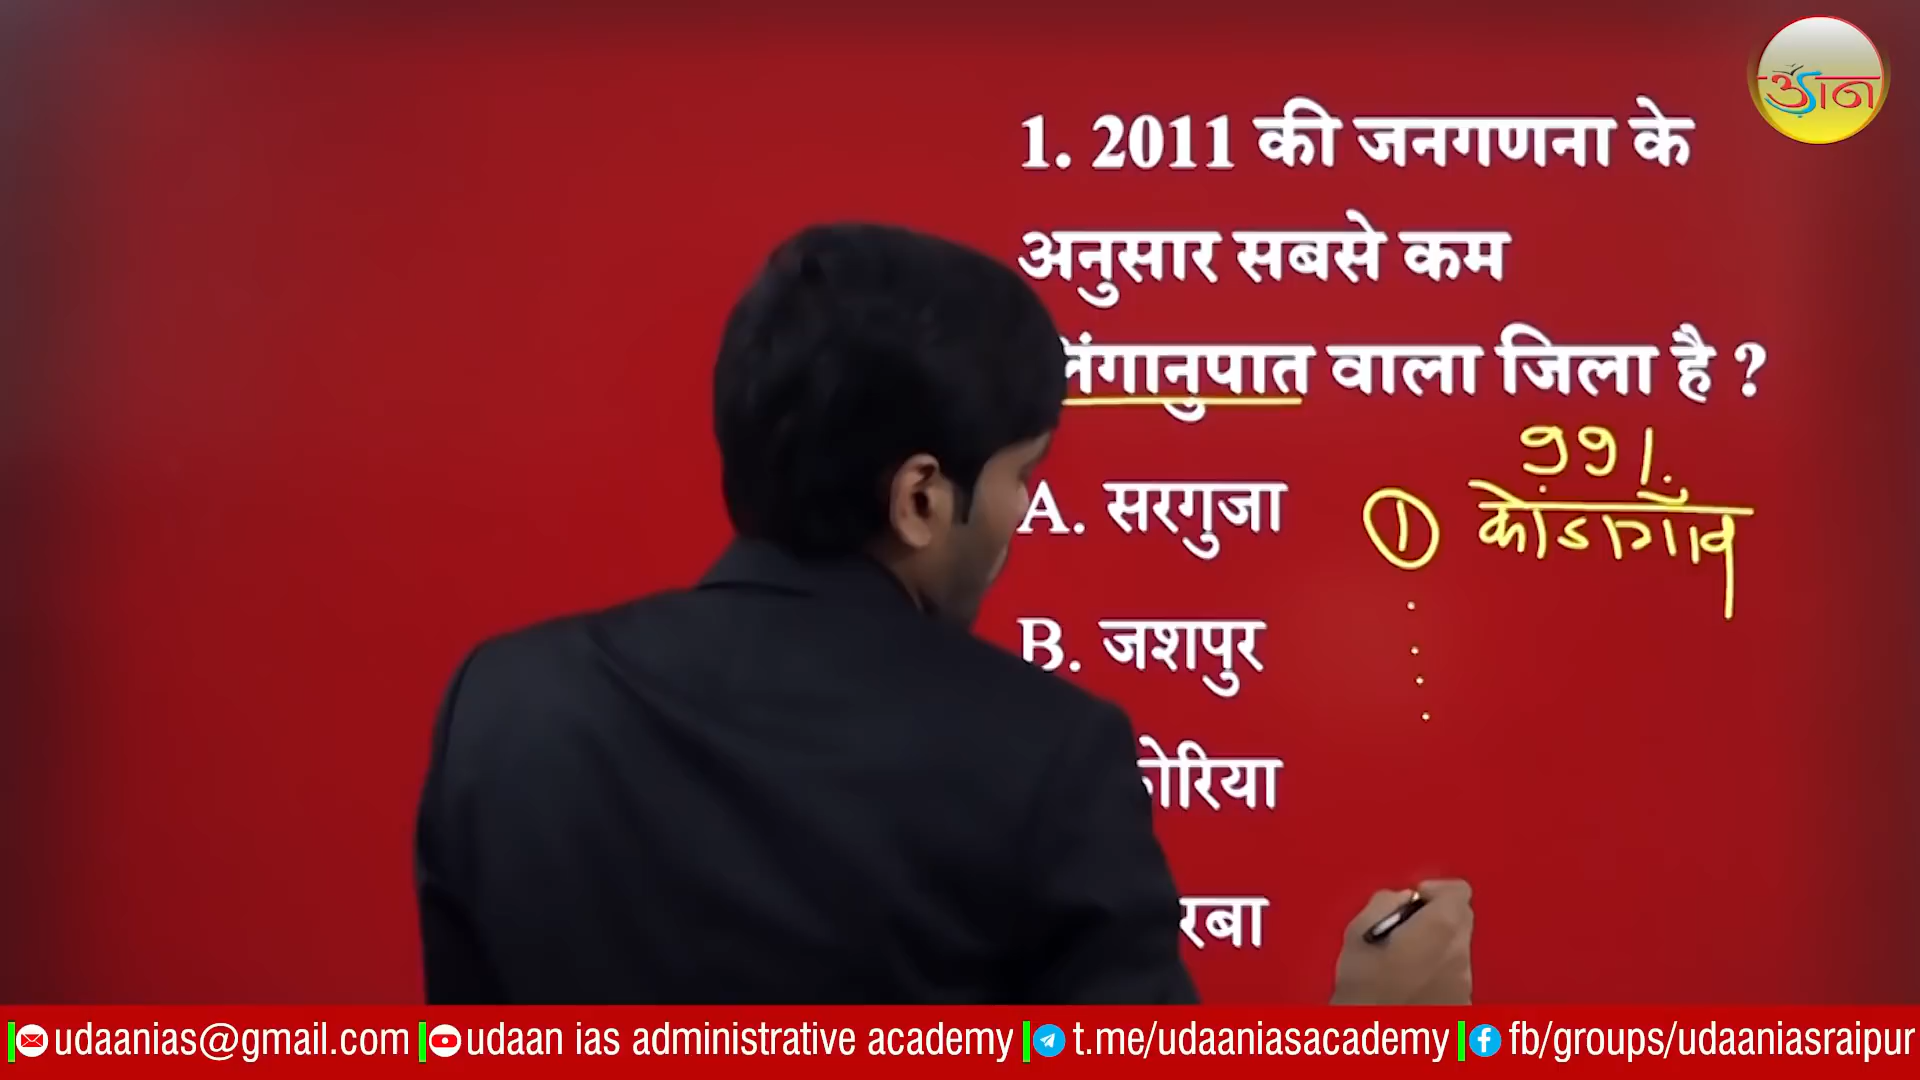 उड़ान
1. 2011 की जनगणना के
अनुसार सबसे कम
लिंगानुपात वाला जिला है ?
991
A. सरगुजा
① कोंडागाँव
B. जशपुर
कोरिया
रबा
udaanias@gmail.com udaan ias administrative academy t.me/udaaniasacademy fb/groups/udaaniasraipur